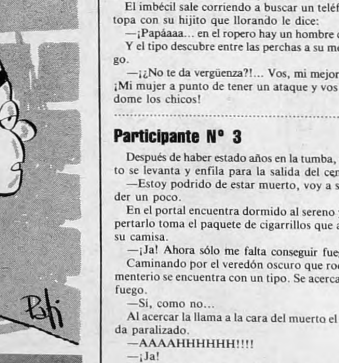 El imbécil sale corriendo a buscar un teléf
topa con su hijito que llorando le dice:
—¡Papáaaa... en el ropero hay un hombre
Y el tipo descubre entre las perchas a su me
go.
—¡¿No te da vergüenza?!... Vos, mi mejor
¡Mi mujer a punto de tener un ataque y vos
dome los chicos!
Participante Nº 3
Después de haber estado años en la tumba,
to se levanta y enfila para la salida del cem
—Estoy podrido de estar muerto, voy a s
der un poco.
En el portal encuentra dormido al sereno
pertarlo toma el paquete de cigarrillos que a
su camisa.
—¡Ja! Ahora sólo me falta conseguir fueg
Caminando por el veredón oscuro que rod
menterio se encuentra con un tipo. Se acerca
fuego.
—Si, como no...
Al acercar la llama a la cara del muerto el
da paralizado.
—AAAAHHHHHH!!!!
—¡Ja!